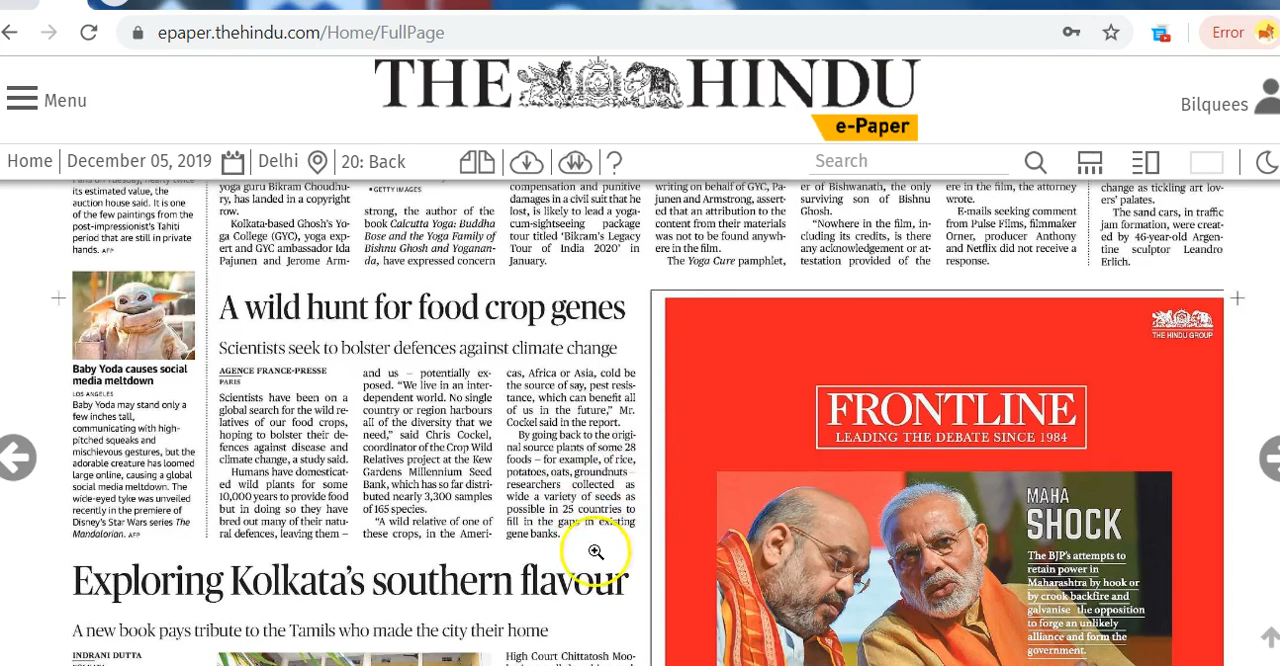 epaper.thehindu.com/Home/FullPage
Error
Menu
THE HINDU
e-Paper
Bilquees
Home
December 05, 2019
Delhi
20: Back
?
Search
its estimated value, the
auction house said. It is one
of the few paintings from the
post-impressionist's Tahiti
period that are still in private
hands. AFP
Baby Yoda causes social
media meltdown
LOS ANGELES
Baby Yoda may stand only a
few inches tall,
communicating with high-
pitched squeaks and
mischievous gestures, but the
adorable creature has loomed
large online, causing a global
social media meltdown. The
wide-eyed tyke was unveiled
recently in the premiere of
Disney's Star Wars series The
Mandalorian. AFP
yoga guru Bikram Choudhu-
ry, has landed in a copyright
row.
Kolkata-based Ghosh's Yo-
ga College (GYC), yoga exp-
ert and GYC ambassador Ida
Pajunen and Jerome Arm-
• GETTY IMAGES
strong, the author of the
book Calcutta Yoga: Buddha
Bose and the Yoga Family of
Bishnu Ghosh and Yoganan-
da, have expressed concern
compensation and punitive
damages in a civil suit that he
lost, is likely to lead a yoga-
cum-sightseeing package
tour titled 'Bikram's Legacy
Tour of India 2020' in
January.
writing on behalf of GYC, Pa-
junen and Armstrong, assert-
ed that an attribution to the
content from their materials
was not to be found anywh-
ere in the film.
The Yoga Cure pamphlet,
er of Bishwanath, the only
surviving son of Bishnu
Ghosh.
"Nowhere in the film, in-
cluding its credits, is there
any acknowledgement or at-
testation provided of the
ere in the film, the attorney
wrote.
E-mails seeking comment
from Pulse Films, filmmaker
Orner, producer Anthony
and Netflix did not receive a
response.
change as tickling art lov-
ers' palates.
The sand cars, in traffic
jam formation, were creat-
ed by 46-year-old Argen-
tine sculptor Leandro
Erlich.
A wild hunt for food crop genes
Scientists seek to bolster defences against climate change
AGENCE FRANCE-PRESSE
PARIS
Scientists have been on a
global search for the wild re-
latives of our food crops,
hoping to bolster their de-
fences against disease and
climate change, a study said.
Humans have domesticat-
ed wild plants for some
10,000 years to provide food
but in doing so they have
bred out many of their natu-
ral defences, leaving them –
and us – potentially ex-
posed. "We live in an inter-
dependent world. No single
country or region harbours
all of the diversity that we
need," said Chris Cockel,
coordinator of the Crop Wild
Relatives project at the Kew
Gardens Millennium Seed
Bank, which has so far distri-
buted nearly 3,300 samples
of 165 species.
"A wild relative of one of
these crops, in the Ameri-
cas, Africa or Asia, cold be
the source of say, pest resis-
tance, which can benefit all
of us in the future," Mr.
Cockel said in the report.
By going back to the origi-
nal source plants of some 28
foods – for example, of rice,
potatoes, oats, groundnuts –
researchers collected as
wide a variety of seeds as
possible in 25 countries to
fill in the gaps in existing
gene banks.
Exploring Kolkata's southern flavour
A new book pays tribute to the Tamils who made the city their home
INDRANI DUTTA
High Court Chittatosh Moo-
THE HINDU GROUP
FRONTLINE
LEADING THE DEBATE SINCE 1984
MAHA
SHOCK
The BJP's attempts to
retain power in
Maharashtra by hook or
by crook backfire and
galvanise the opposition
to forge an unlikely
alliance and form the
government.